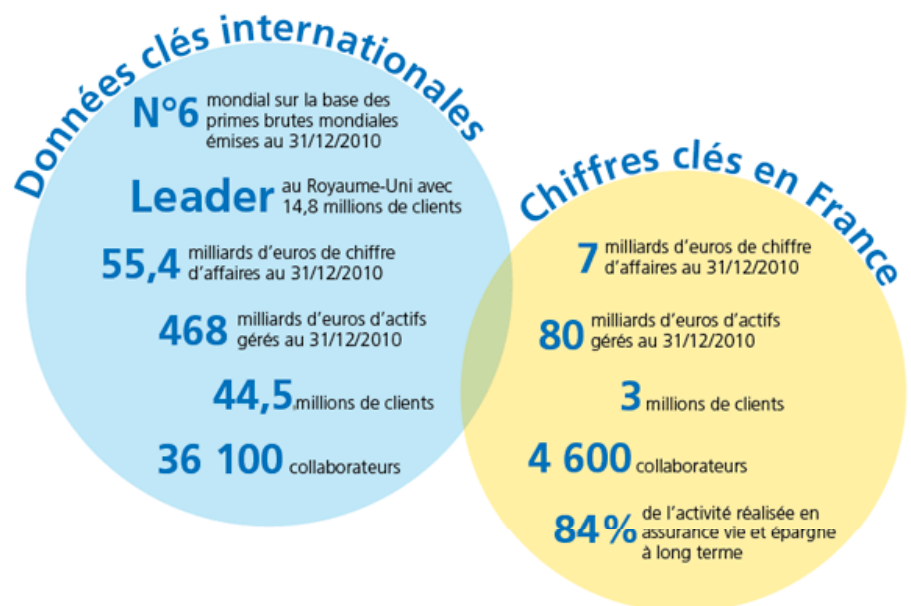 Données clés internationales
N°6 mondial sur la base des
primes brutes mondiales
émises au 31/12/2010
Leader au Royaume-Uni avec
14,8 millions de clients
55,4 milliards d'euros de chiffre
d'affaires au 31/12/2010
468 milliards d'euros d'actifs
gérés au 31/12/2010
44,5 millions de clients
36 100 collaborateurs
Chiffres clés en France
7 milliards d'euros de chiffre
d'affaires au 31/12/2010
80 milliards d'euros d'actifs
gérés au 31/12/2010
3 millions de clients
4 600 collaborateurs
84% de l'activité réalisée en
assurance vie et épargne
à long terme